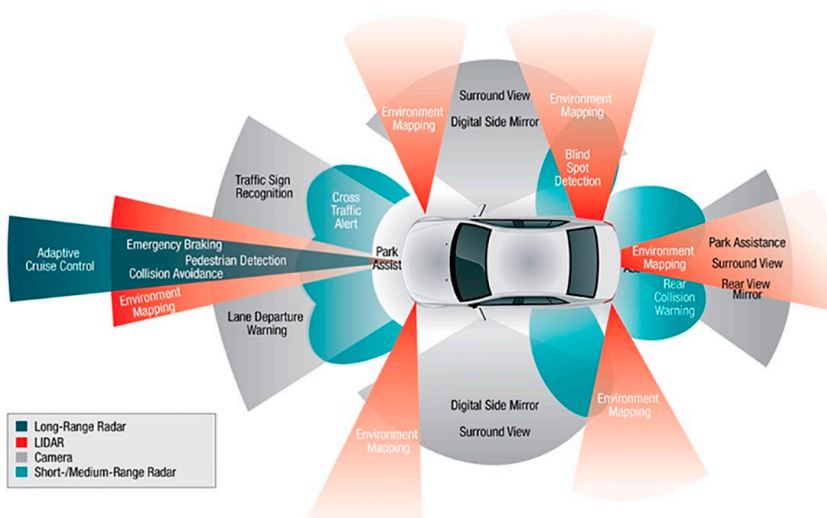 Environment
Mapping
Surround View
Digital Side Mirror
Environment
Mapping
Blind
Spot
Detection
Traffic Sign
Recognition
Cross
Traffic
Alert
Adaptive
Cruise Control
Emergency Braking
Pedestrian Detection
Collision Avoidance
Environment
Mapping
Park
Assist
Lane Departure
Warning
Environment
Mapping
Rear
Collision
Warning
Park Assistance
Surround View
Rear View
Mirror
Environment
Mapping
Digital Side Mirror
Surround View
Environment
Mapping
Long-Range Radar
LIDAR
Camera
Short-/Medium-Range Radar